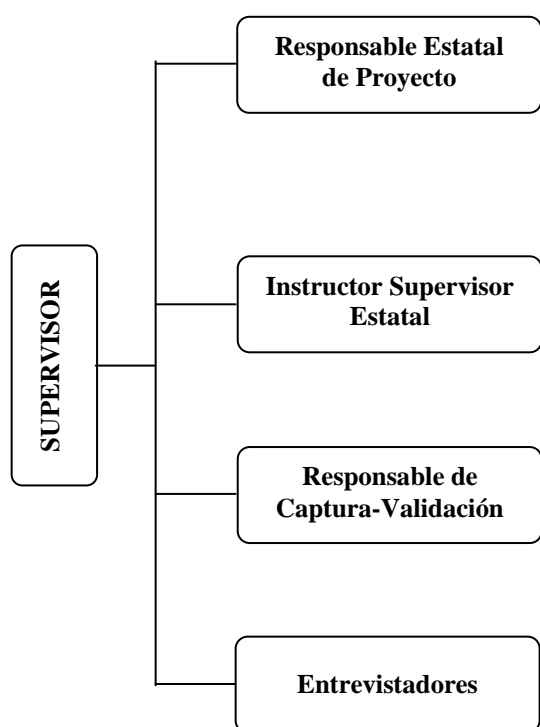 Responsable Estatal
de Proyecto
SUPERVISOR
Instructor Supervisor
Estatal
Responsable de
Captura-Validación
Entrevistadores